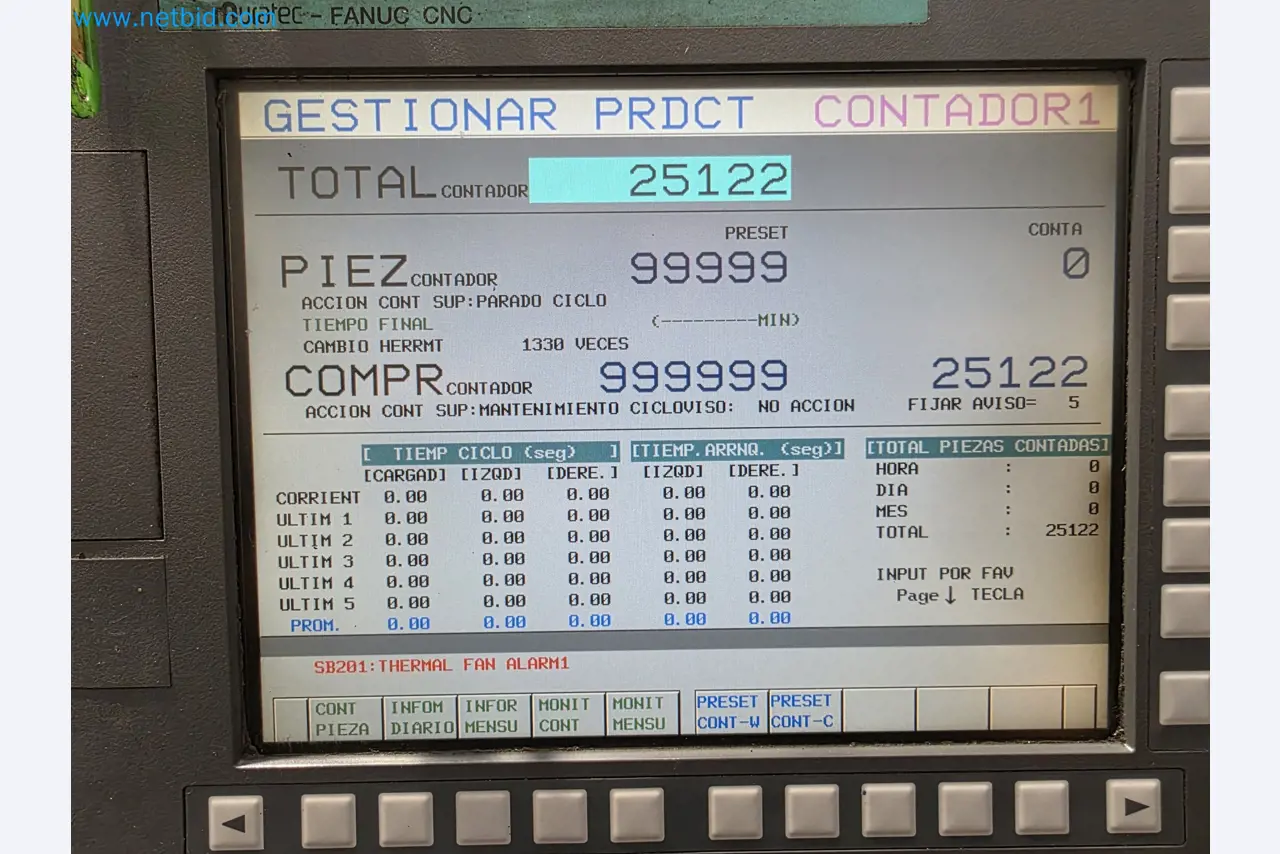 www.netbid.com
- FANUC CNC
GESTIONAR PRDCT CONTADOR1
TOTAL CONTADOR 25122
PRESET CONTA
PIEZ CONTADOR 99999 0
ACCION CONT SUP:PARADO CICLO
TIEMPO FINAL (---------MIN)
CAMBIO HERRMT 1330 VECES
COMPR CONTADOR 999999 25122
ACCION CONT SUP:MANTENIMIENTO CICLOVISO: NO ACCION FIJAR AVISO= 5
[ TIEMP CICLO (seg) ] [TIEMP.ARRNQ. (seg)] [TOTAL PIEZAS CONTADAS]
[CARGAD] [IZQD] [DERE.] [IZQD] [DERE.] HORA : 0
CORRIENT 0.00 0.00 0.00 0.00 0.00 DIA : 0
ULTIM 1 0.00 0.00 0.00 0.00 0.00 MES : 0
ULTIM 2 0.00 0.00 0.00 0.00 0.00 TOTAL : 25122
ULTIM 3 0.00 0.00 0.00 0.00 0.00
ULTIM 4 0.00 0.00 0.00 0.00 0.00 INPUT POR FAV
ULTIM 5 0.00 0.00 0.00 0.00 0.00 Page↓ TECLA
PROM. 0.00 0.00 0.00 0.00 0.00
SB201:THERMAL FAN ALARM1
CONT INFOM INFOR MONIT MONIT PRESET PRESET
PIEZA DIARIO MENSU CONT MENSU CONT-W CONT-C